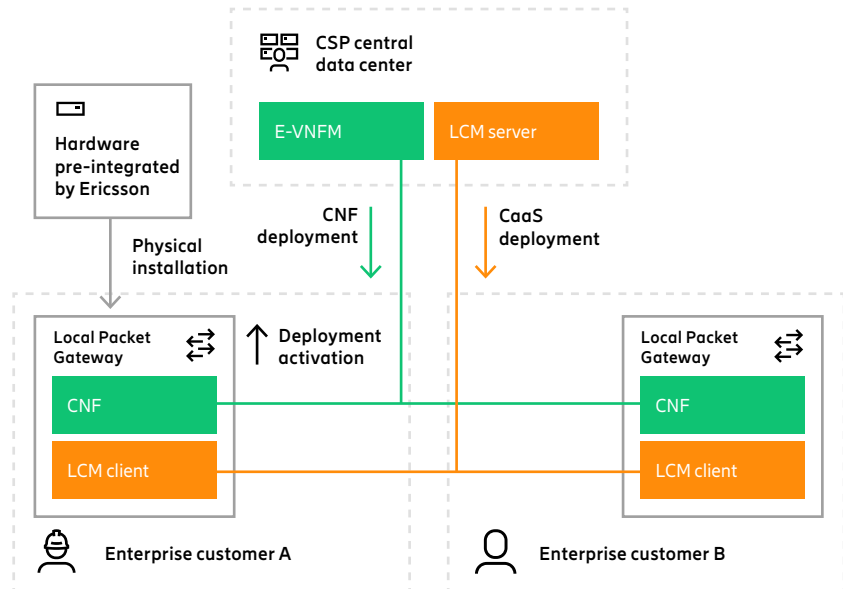 CSP central
data center
E-VNFM
LCM server
Hardware
pre-integrated
by Ericsson
CNF
deployment
CaaS
deployment
Physical
installation
Local Packet
Gateway
Deployment
activation
CNF
LCM client
Enterprise customer A
Local Packet
Gateway
CNF
LCM client
Enterprise customer B